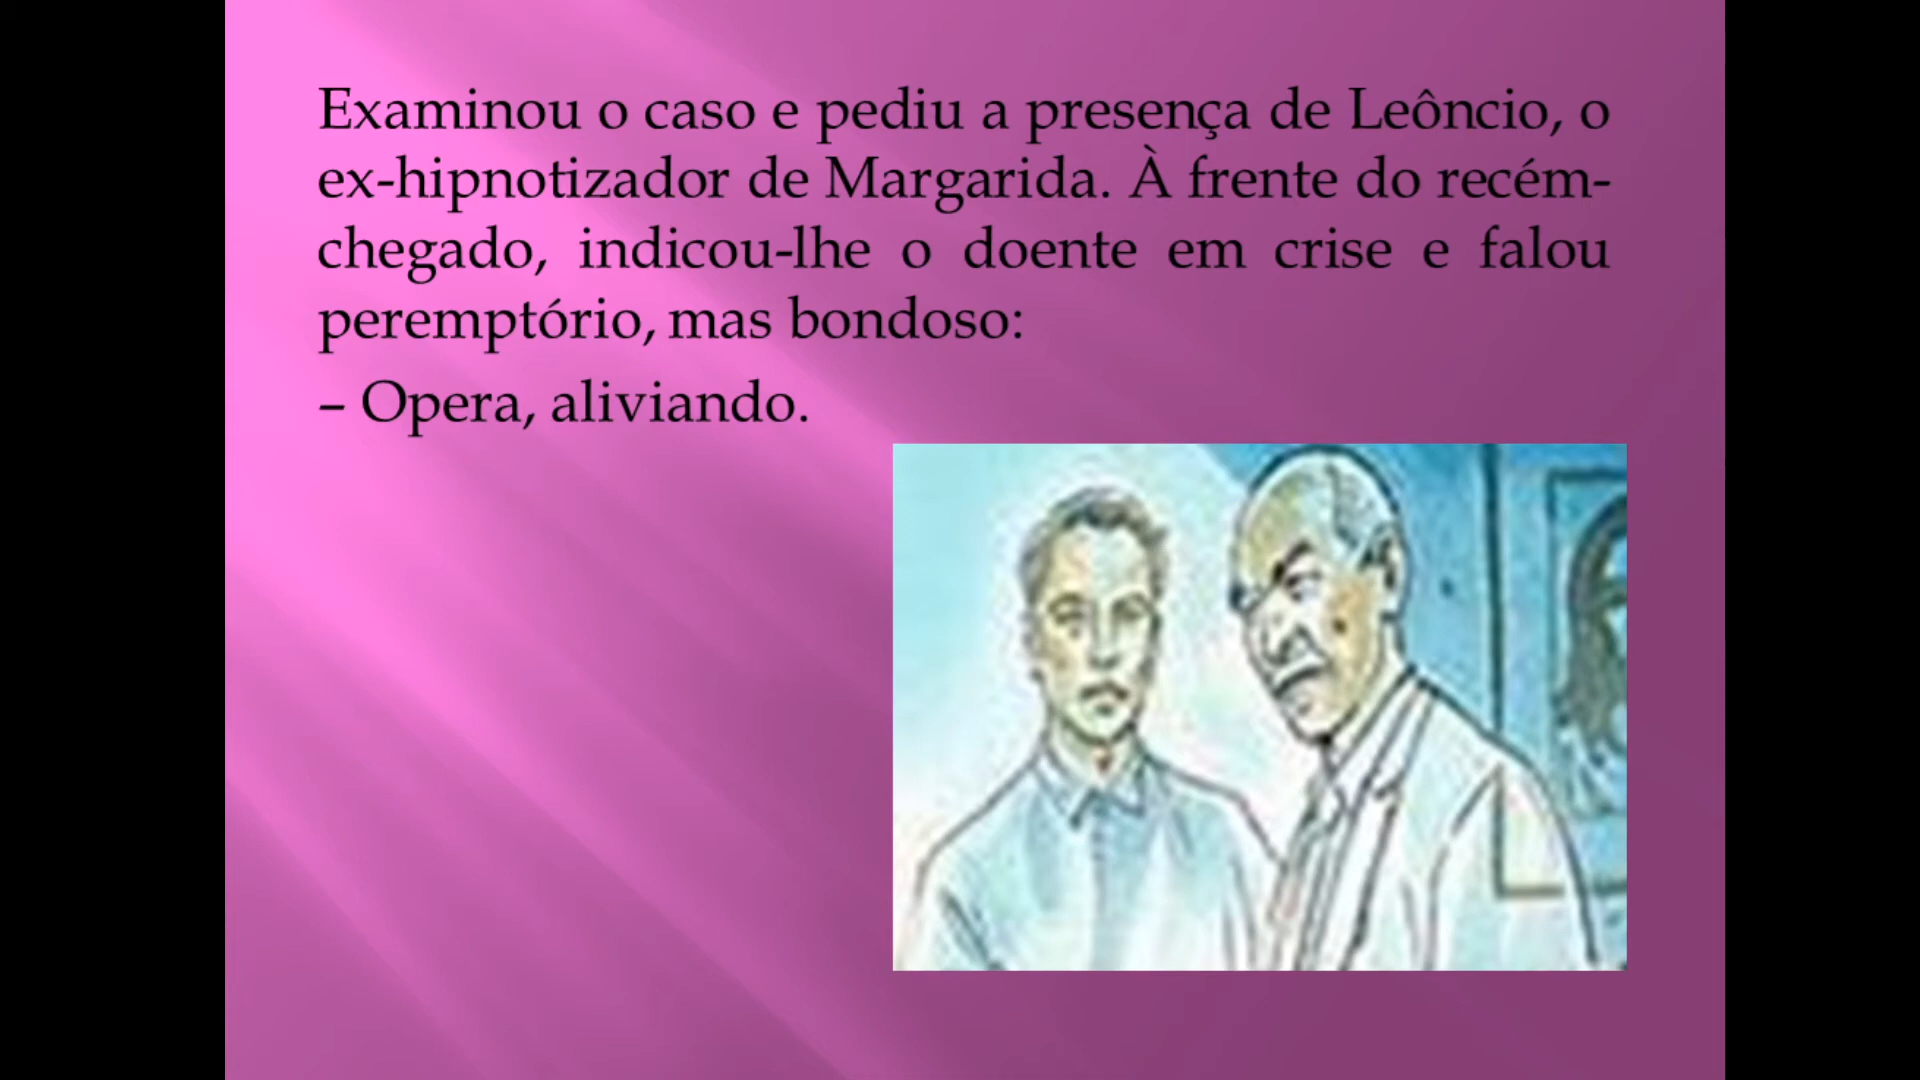 Examinou o caso e pediu a presença de Leôncio, o
ex-hipnotizador de Margarida. À frente do recém-
chegado, indicou-lhe o doente em crise e falou
peremptório, mas bondoso:
– Opera, aliviando.